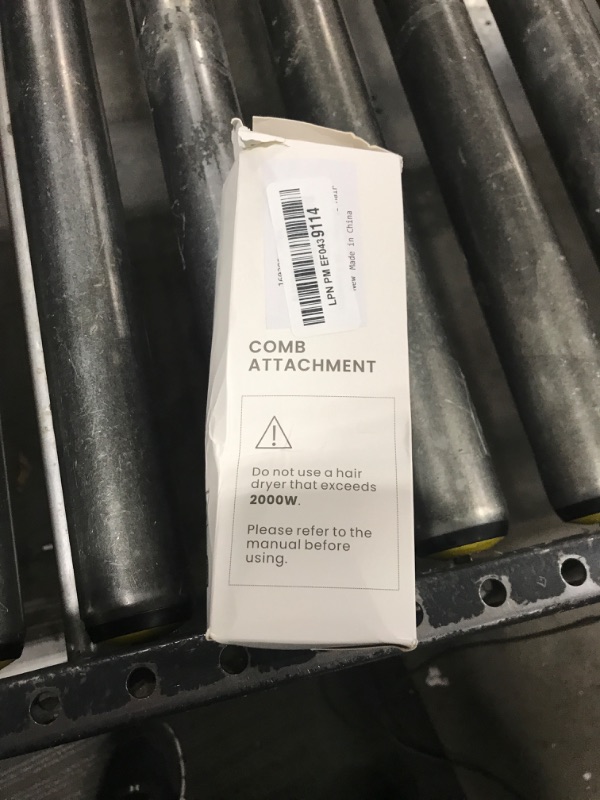 LPN PM EF0439114
New Made in China
COMB
ATTACHMENT
Do not use a hair
dryer that exceeds
2000W.
Please refer to the
manual before
using.